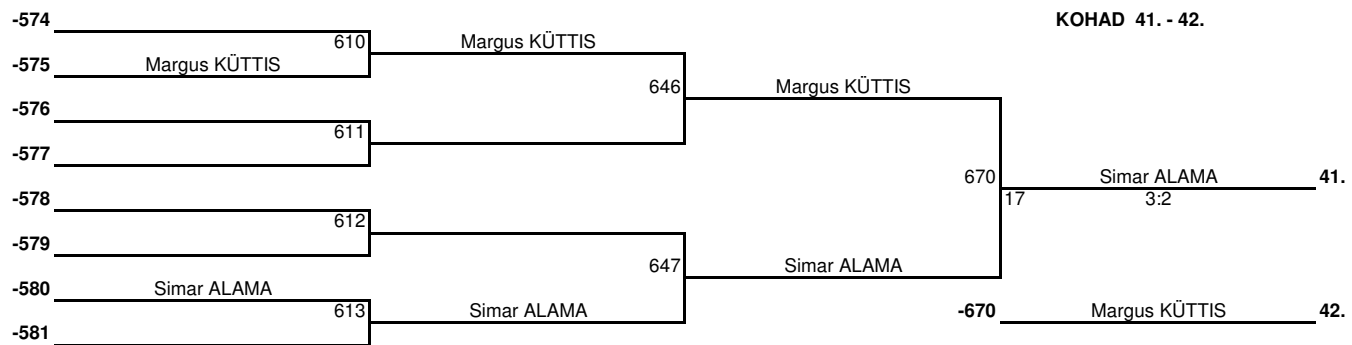 -574
KOHAD 41. - 42.
610
Margus KÜTTIS
-575
Margus KÜTTIS
646
Margus KÜTTIS
-576
611
-577
670
Simar ALAMA
41.
17
3:2
-578
612
-579
647
Simar ALAMA
-580
Simar ALAMA
613
Simar ALAMA
-670
Margus KÜTTIS
42.
-581